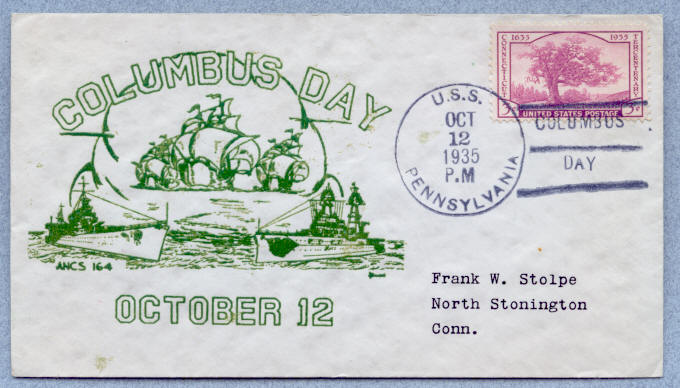 COLUMBUS DAY
ANCS 164
OCTOBER 12
U.S.S.
OCT
12
1935
P.M
PENNSYLVANIA
1635 1935
CONNECTICUT
TERCENTENARY
UNITED STATES POSTAGE 3¢
COLUMBUS
DAY
Frank W. Stolpe
North Stonington
Conn.